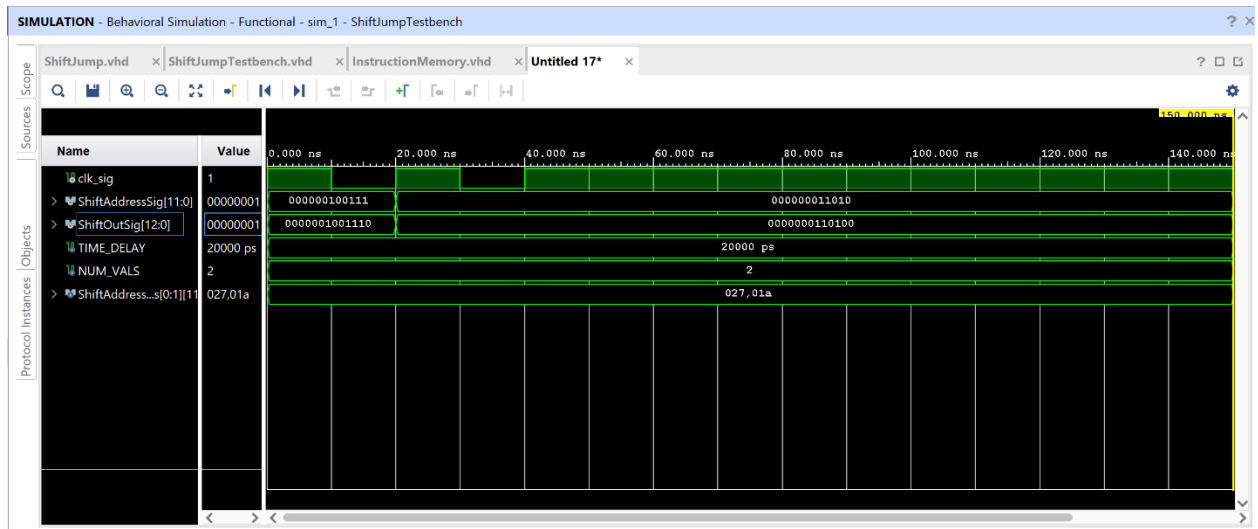 SIMULATION - Behavioral Simulation - Functional - sim_1 - ShiftJumpTestbench
ShiftJump.vhd ShiftJumpTestbench.vhd InstructionMemory.vhd Untitled 17*
Scope
Sources
Objects
Protocol Instances
150.000 ns
Name Value 0.000 ns 20.000 ns 40.000 ns 60.000 ns 80.000 ns 100.000 ns 120.000 ns 140.000 ns
clk_sig 1
ShiftAddressSig[11:0] 00000001 000000100111 000000011010
ShiftOutSig[12:0] 00000001 0000001001110 0000000110100
TIME_DELAY 20000 ps 20000 ps
NUM_VALS 2 2
ShiftAddress...s[0:1][11 027,01a 027,01a